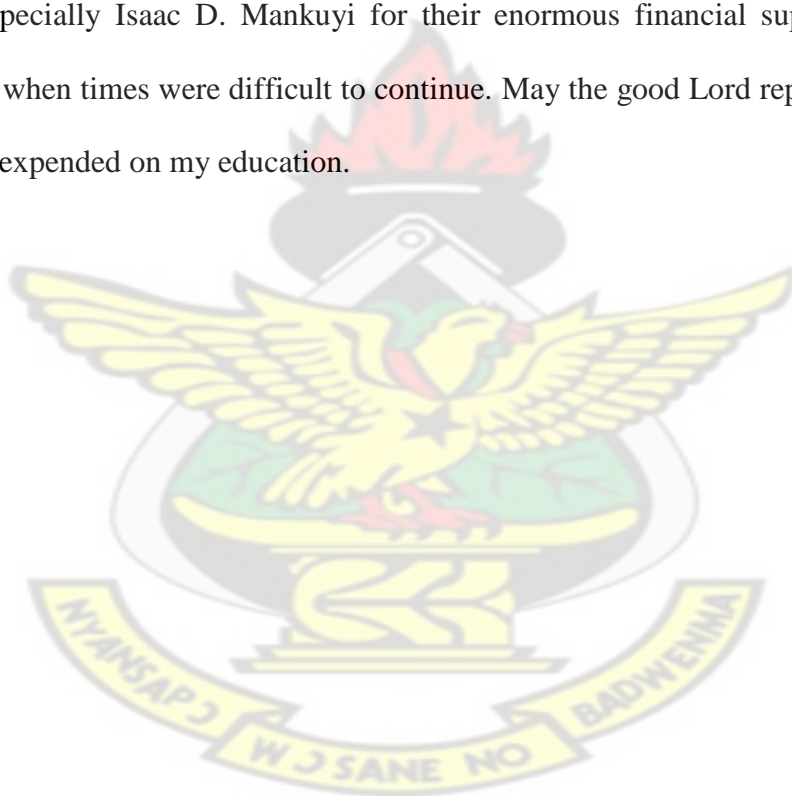 pecially Isaac D. Mankuyi for their enormous financial sup
when times were difficult to continue. May the good Lord rep
expended on my education.
NYANSAPƆ WƆSANE NO BADWENMA